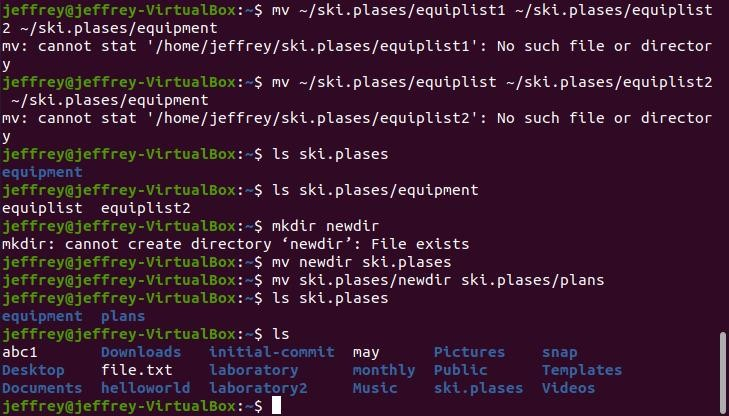 jeffrey@jeffrey-VirtualBox:~$ mv ~/ski.plases/equiplist1 ~/ski.plases/equiplist
2 ~/ski.plases/equipment
mv: cannot stat '/home/jeffrey/ski.plases/equiplist1': No such file or director
y
jeffrey@jeffrey-VirtualBox:~$ mv ~/ski.plases/equiplist ~/ski.plases/equiplist2
 ~/ski.plases/equipment
mv: cannot stat '/home/jeffrey/ski.plases/equiplist2': No such file or director
y
jeffrey@jeffrey-VirtualBox:~$ ls ski.plases
equipment
jeffrey@jeffrey-VirtualBox:~$ ls ski.plases/equipment
equiplist  equiplist2
jeffrey@jeffrey-VirtualBox:~$ mkdir newdir
mkdir: cannot create directory ‘newdir’: File exists
jeffrey@jeffrey-VirtualBox:~$ mv newdir ski.plases
jeffrey@jeffrey-VirtualBox:~$ mv ski.plases/newdir ski.plases/plans
jeffrey@jeffrey-VirtualBox:~$ ls ski.plases
equipment  plans
jeffrey@jeffrey-VirtualBox:~$ ls
abc1       Downloads   initial-commit  may      Pictures    snap
Desktop    file.txt    laboratory      monthly  Public      Templates
Documents  helloworld  laboratory2     Music    ski.plases  Videos
jeffrey@jeffrey-VirtualBox:~$